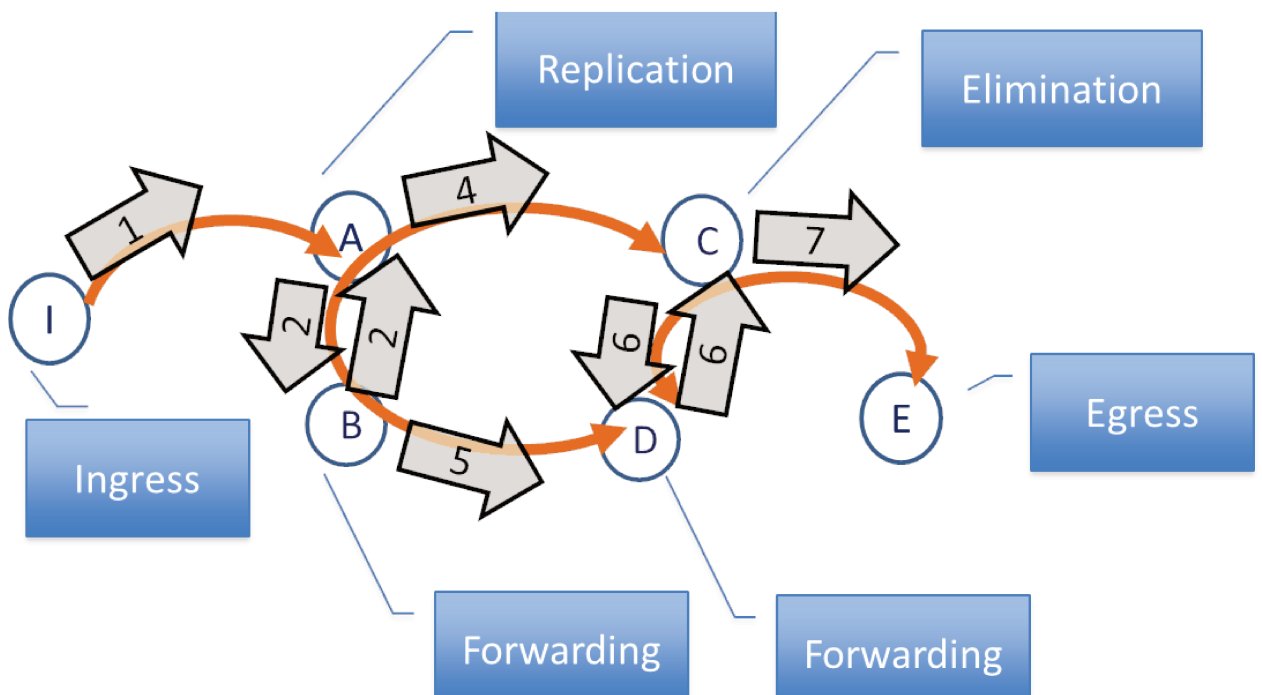 Replication
Elimination
1
4
A
C
7
I
2
2
6
6
B
D
E
5
Egress
Ingress
Forwarding
Forwarding